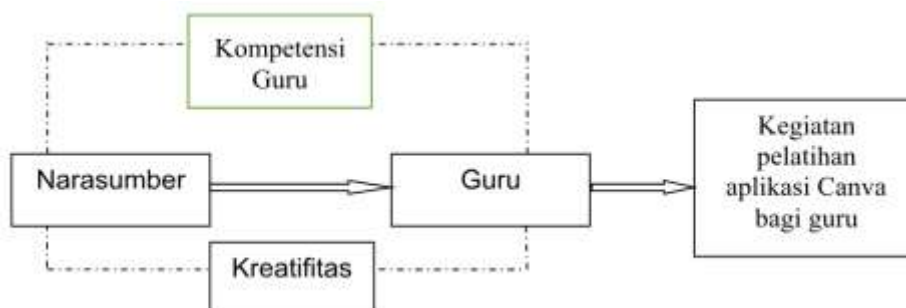 Kompetensi
Guru
Narasumber
Guru
Kegiatan
pelatihan
aplikasi Canva
bagi guru
Kreatifitas